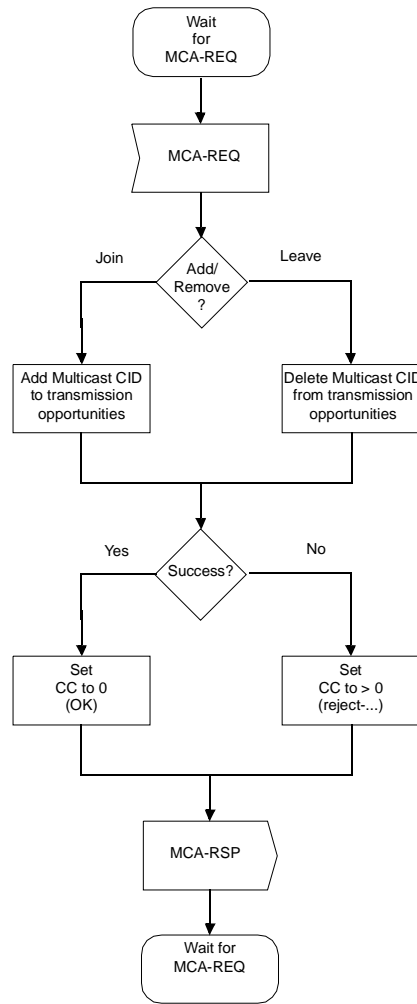 Wait
for
MCA-REQ
MCA-REQ
Join
Add/
Remove
?
Leave
Add Multicast CID
to transmission
opportunities
Delete Multicast CID
from transmission
opportunities
Yes
Success?
No
Set
CC to 0
(OK)
Set
CC to > 0
(reject-...)
MCA-RSP
Wait for
MCA-REQ